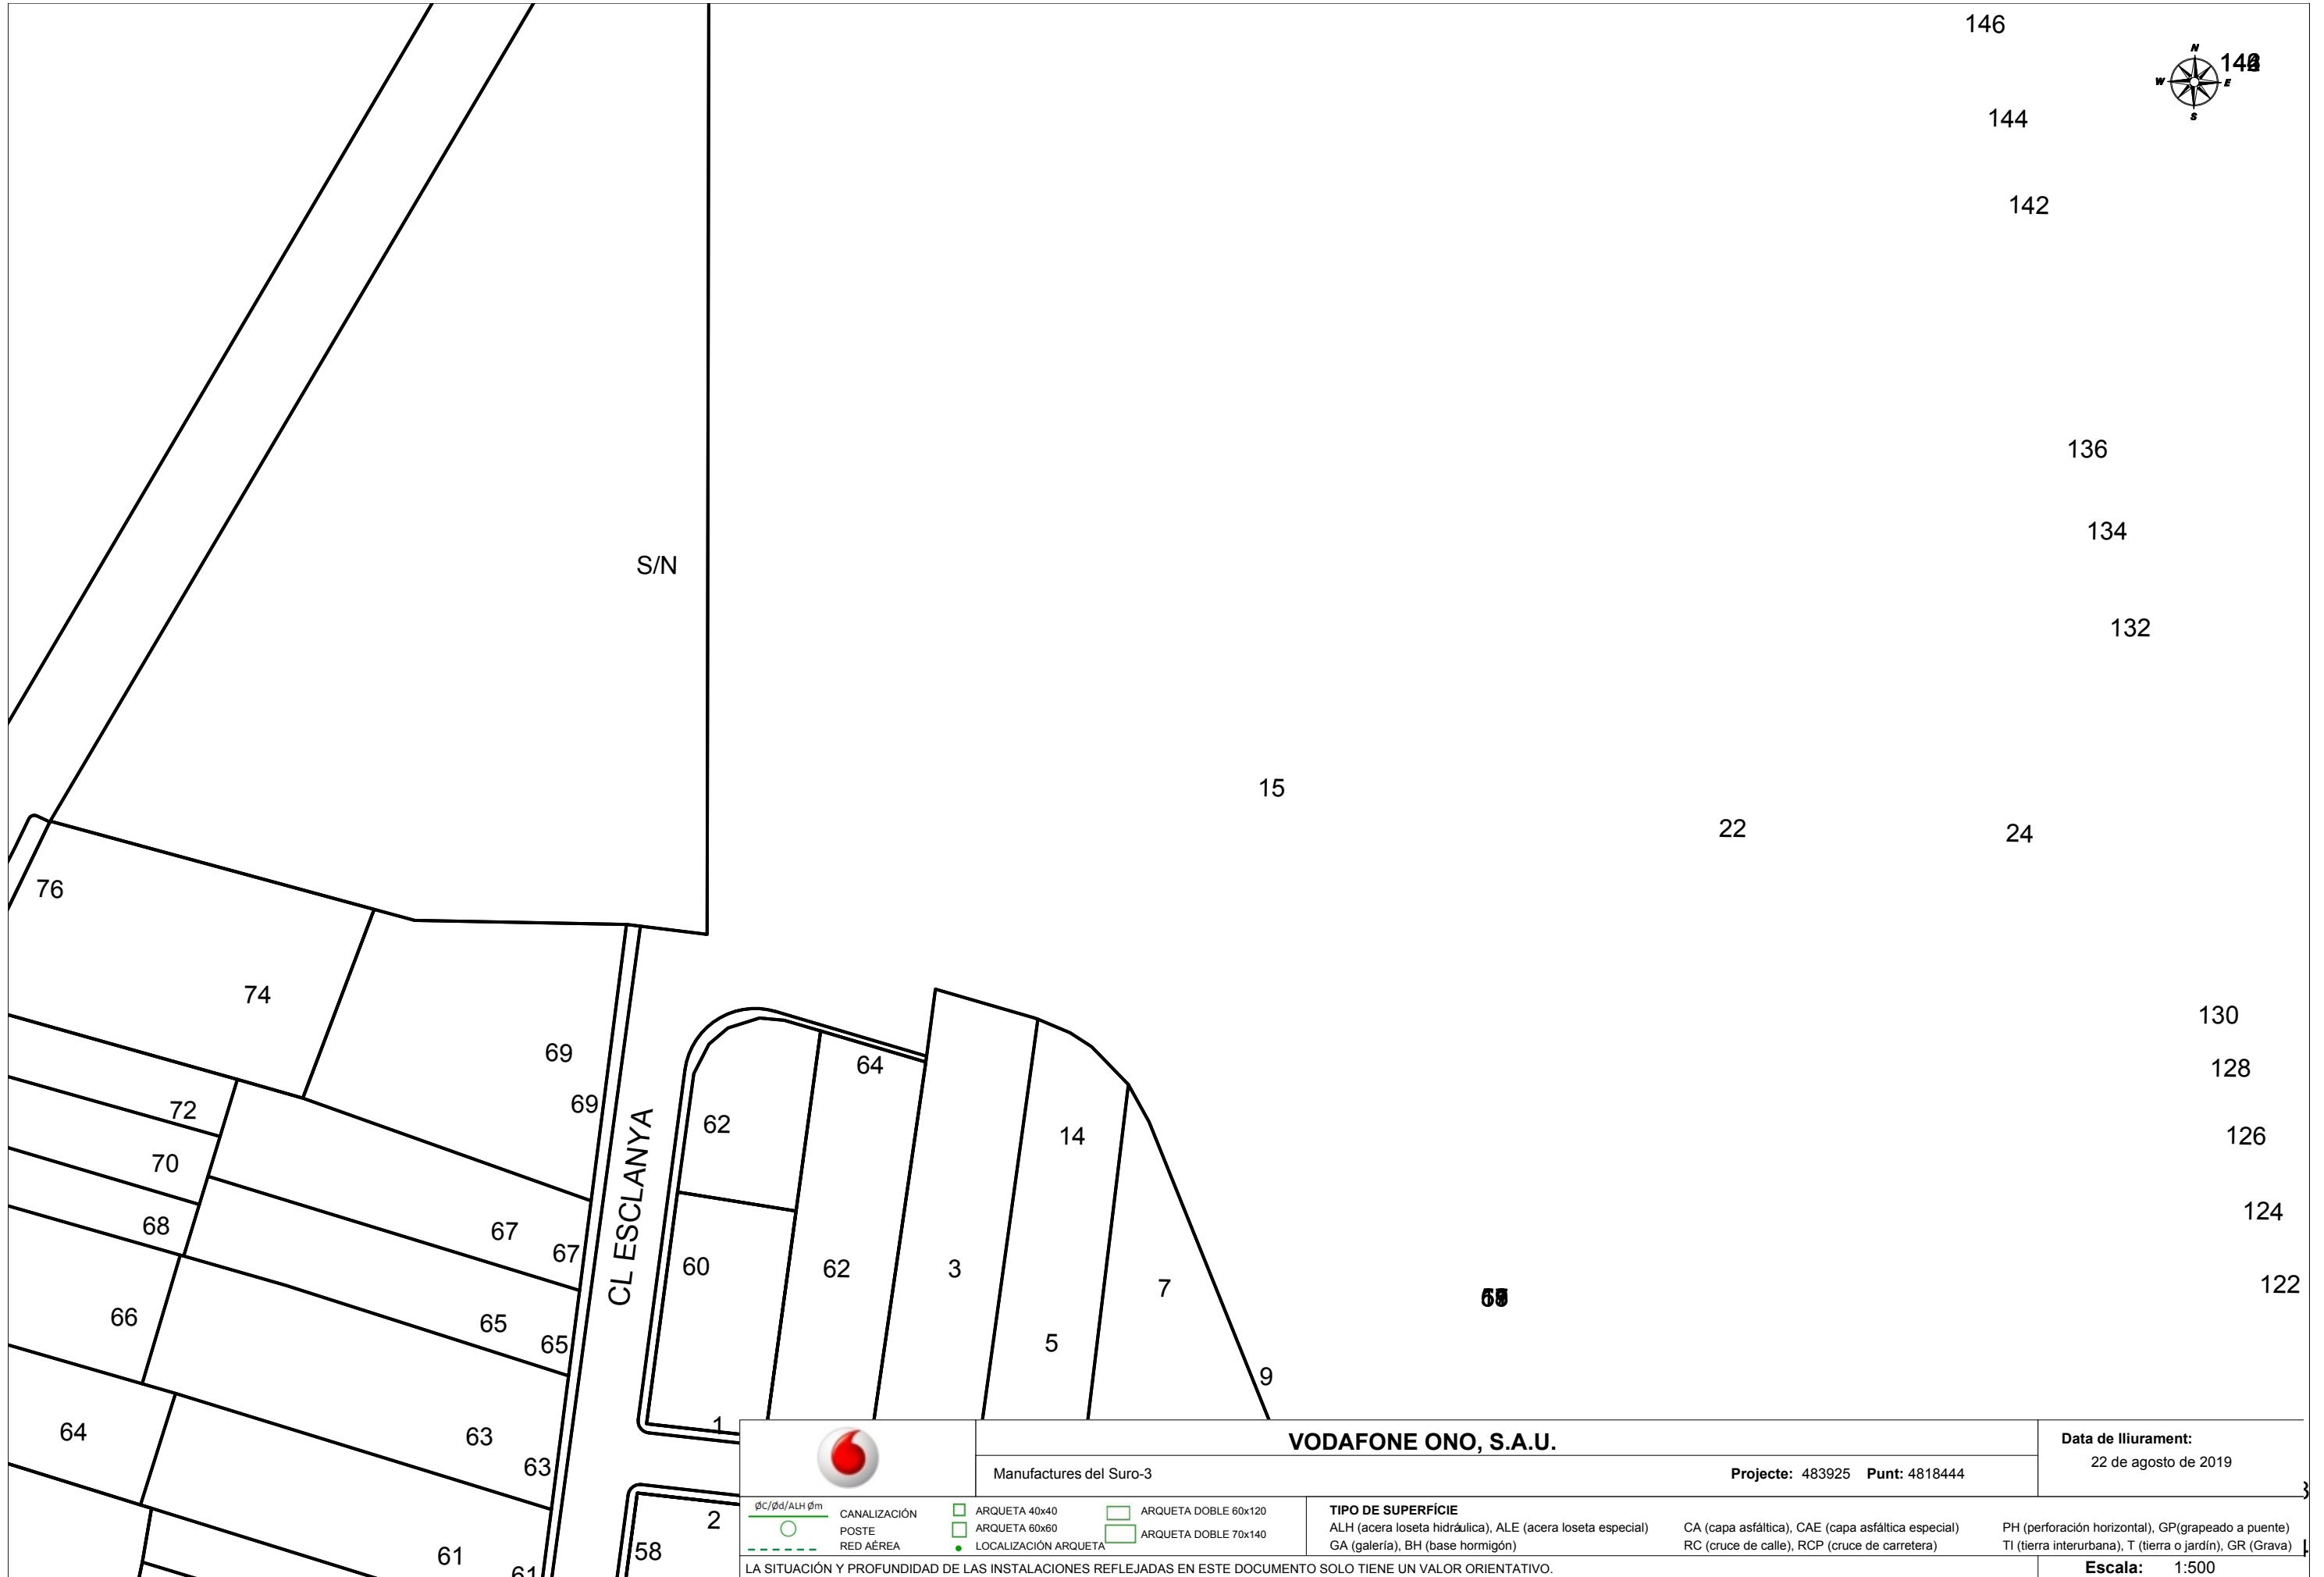 146
N
W E
S
144
142
136
134
132
S/N
15
22
24
76
74
130
69
64
128
69
72
62
14
126
70
124
68
67
67
CL ESCLANYA
60
62
3
7
122
66
65
65
5
9
1
64
63
63
2
58
61
61
VODAFONE ONO, S.A.U.
Manufactures del Suro-3
Projecte: 483925 Punt: 4818444
Data de lliurament:
22 de agosto de 2019
ØC/Ød/ALH Øm
CANALIZACIÓN
POSTE
RED AÉREA
ARQUETA 40x40
ARQUETA 60x60
LOCALIZACIÓN ARQUETA
ARQUETA DOBLE 60x120
ARQUETA DOBLE 70x140
TIPO DE SUPERFÍCIE
ALH (acera loseta hidráulica), ALE (acera loseta especial)
GA (galería), BH (base hormigón)
CA (capa asfáltica), CAE (capa asfáltica especial)
RC (cruce de calle), RCP (cruce de carretera)
PH (perforación horizontal), GP(grapeado a puente)
TI (tierra interurbana), T (tierra o jardín), GR (Grava)
LA SITUACIÓN Y PROFUNDIDAD DE LAS INSTALACIONES REFLEJADAS EN ESTE DOCUMENTO SOLO TIENE UN VALOR ORIENTATIVO.
Escala: 1:500